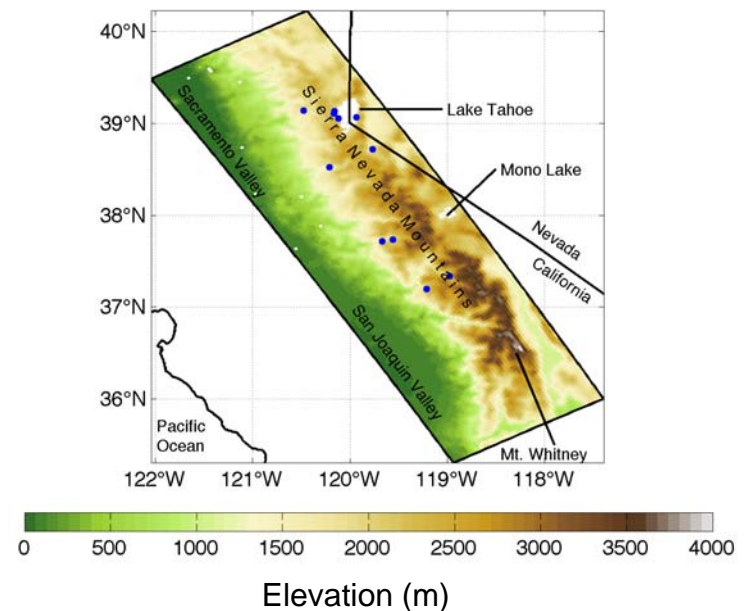 40°N
39°N
38°N
37°N
36°N
Sacramento Valley
Sierra Nevada Mountains
Lake Tahoe
Mono Lake
Nevada
California
San Joaquin Valley
Pacific
Ocean
Mt. Whitney
122°W 121°W 120°W 119°W 118°W
0 500 1000 1500 2000 2500 3000 3500 4000
Elevation (m)